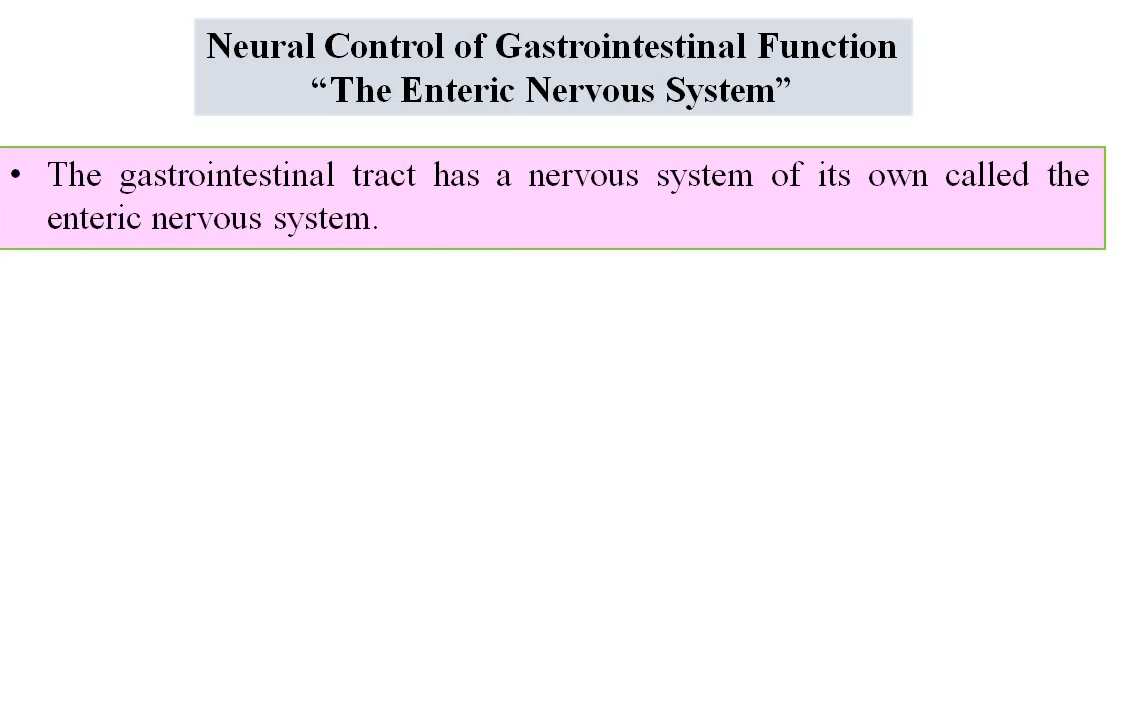 Neural Control of Gastrointestinal Function
“The Enteric Nervous System”
• The gastrointestinal tract has a nervous system of its own called the
enteric nervous system.